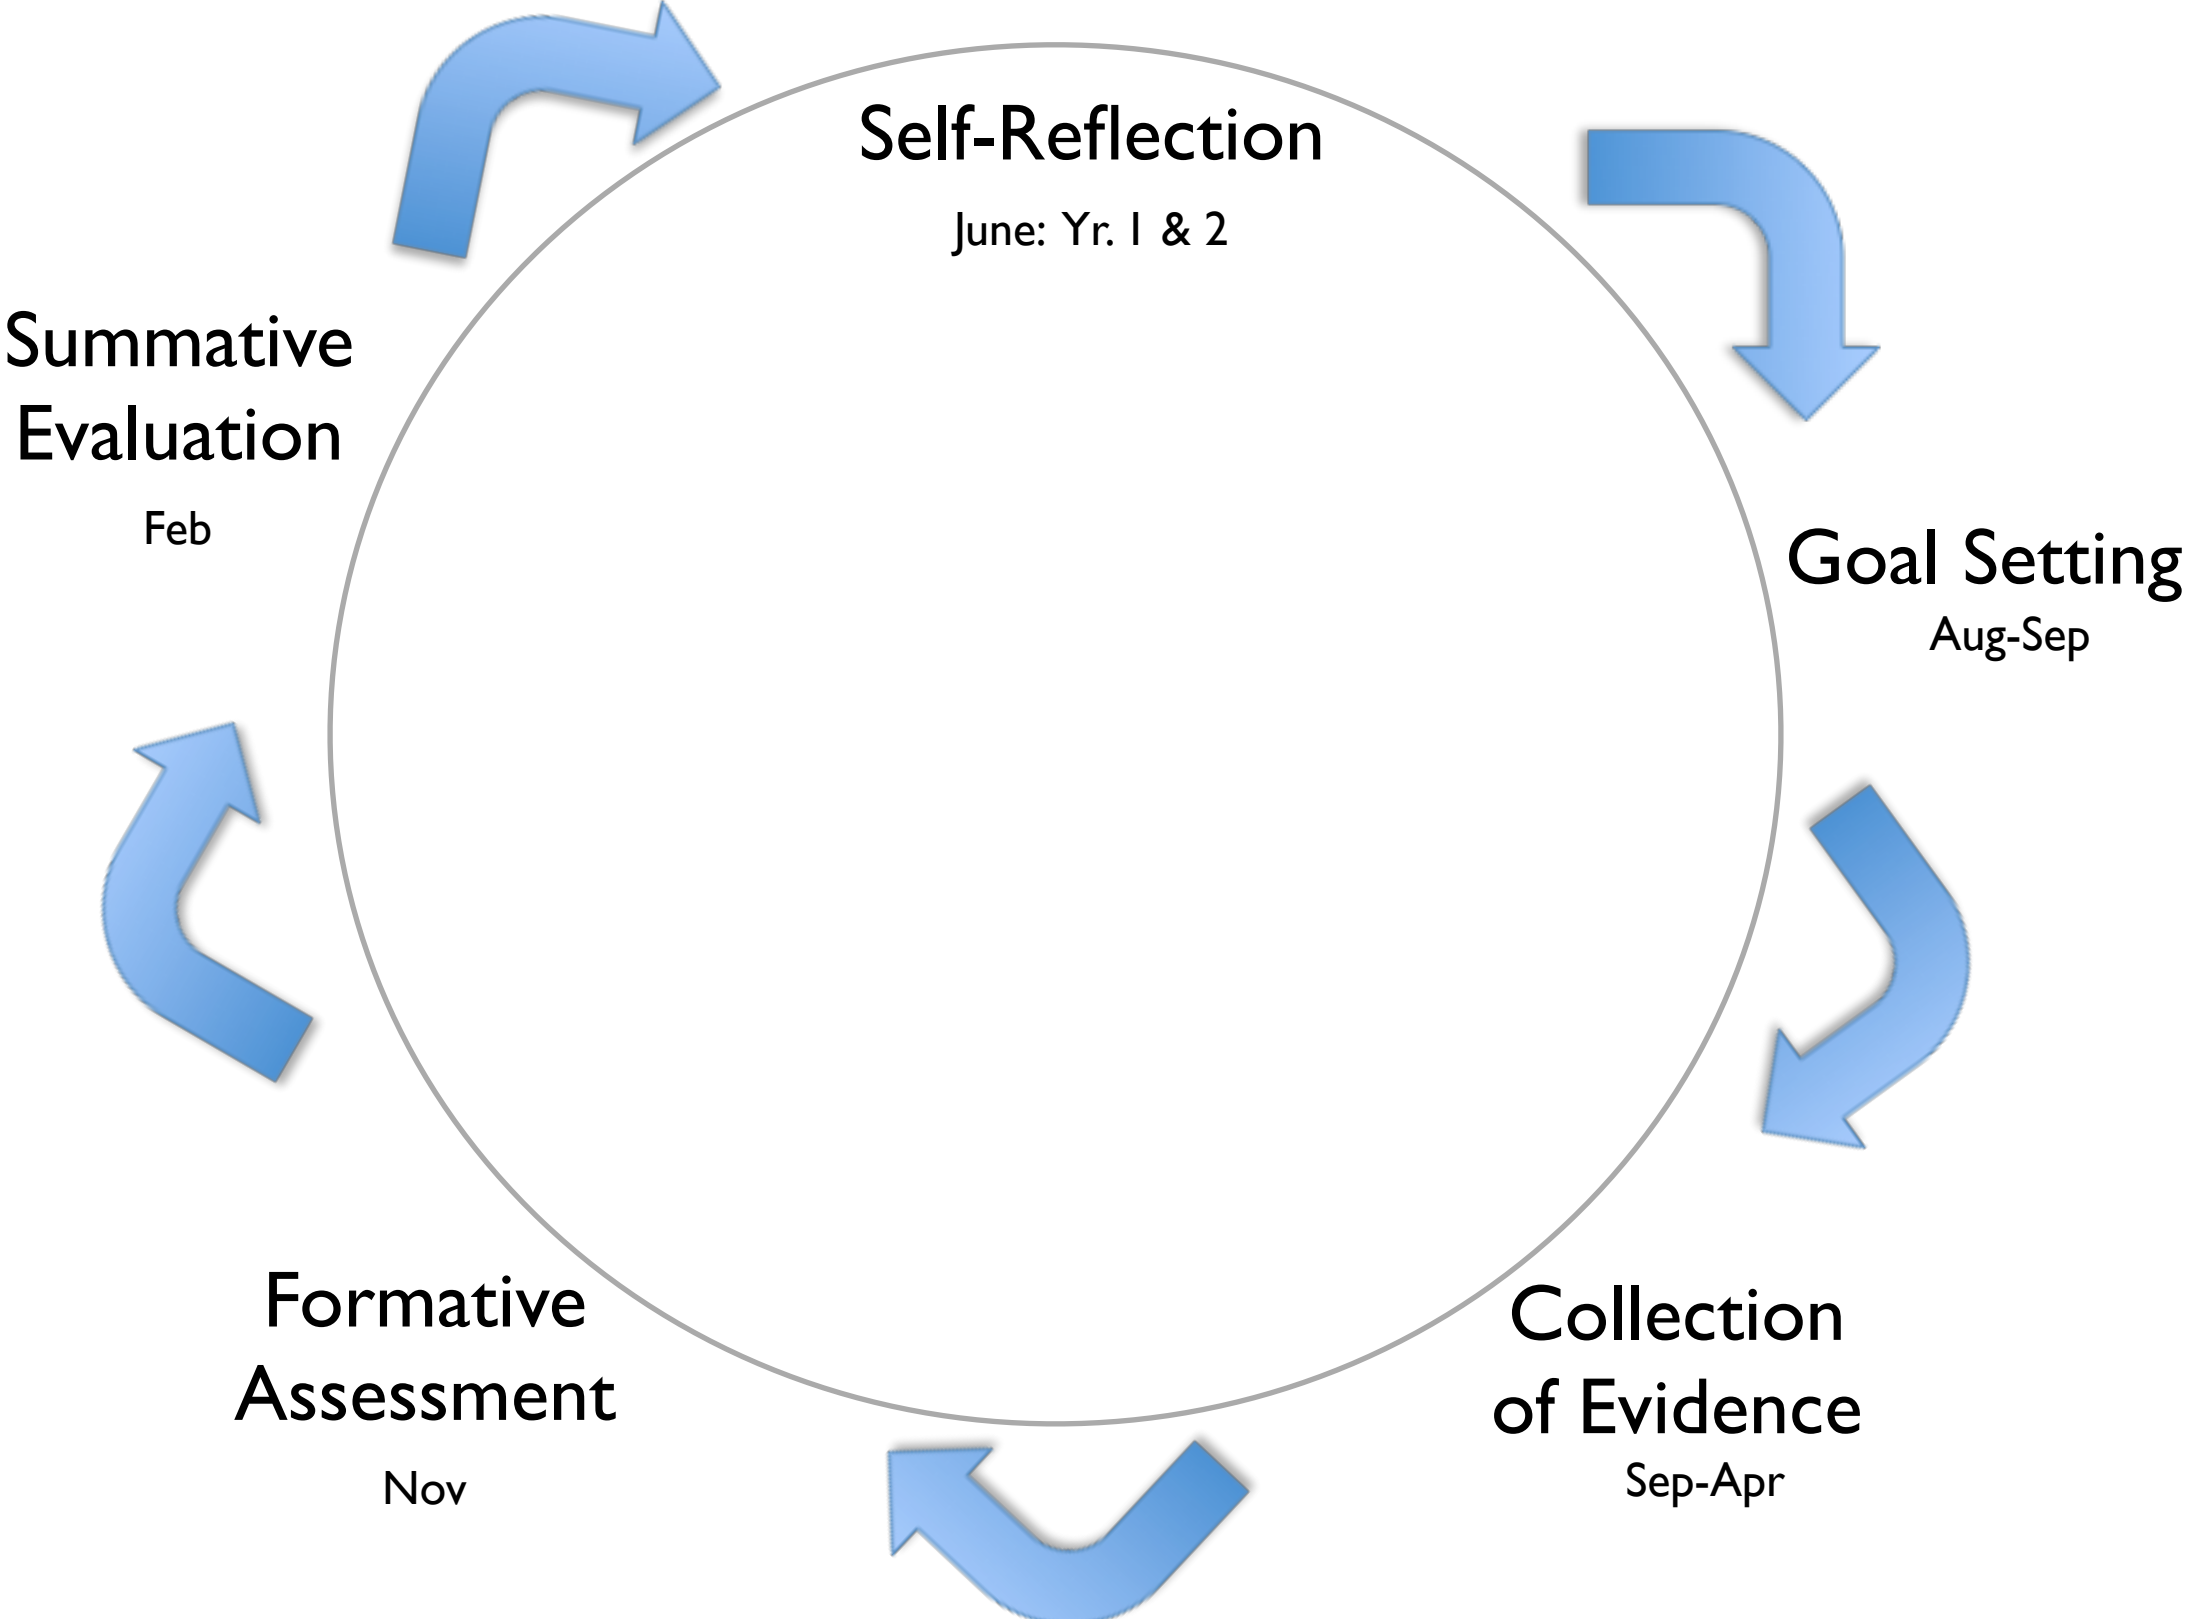 Self-Reflection
June: Yr. 1 & 2
Goal Setting
Aug-Sep
Collection
of Evidence
Sep-Apr
Formative
Assessment
Nov
Summative
Evaluation
Feb